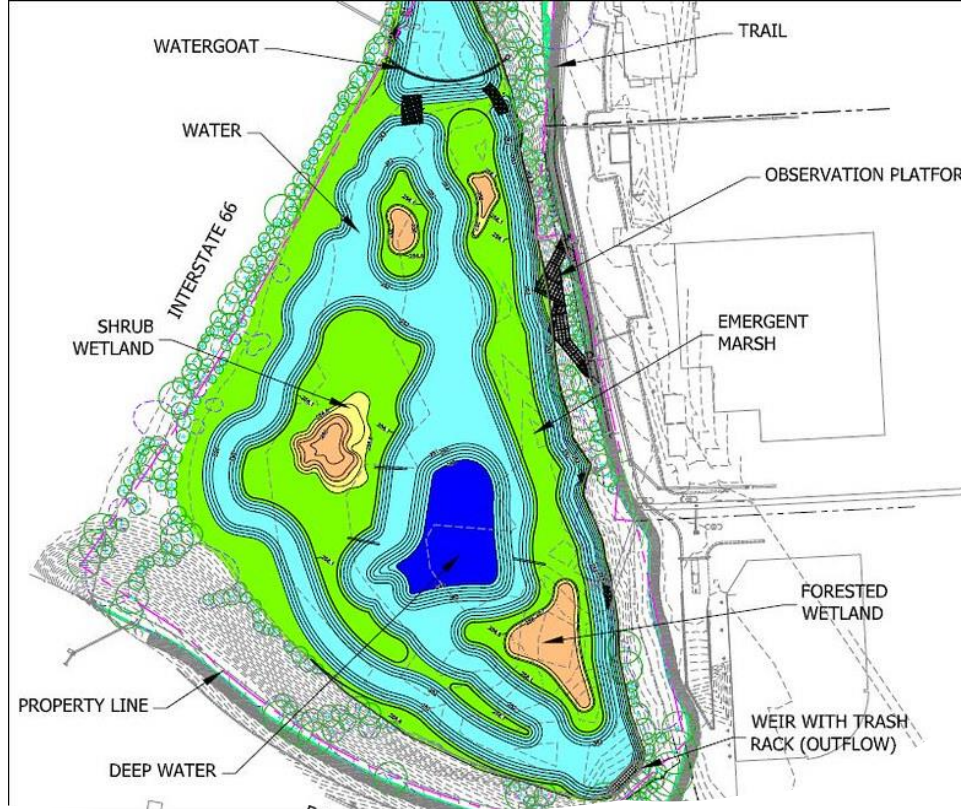 WATERGOAT
TRAIL
WATER
OBSERVATION PLATFOR
INTERSTATE 66
SHRUB
WETLAND
EMERGENT
MARSH
FORESTED
WETLAND
PROPERTY LINE
WEIR WITH TRASH
RACK (OUTFLOW)
DEEP WATER